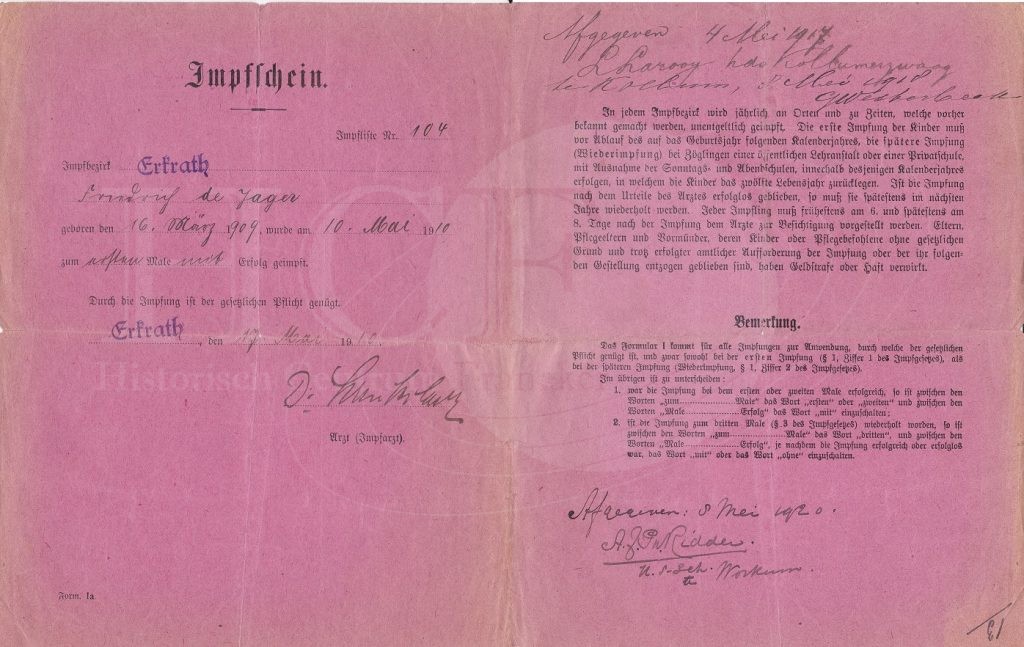 Impfschein.
Impfliste Nr. 104
Impfbezirk Erkrath
Friedrich de Jager
geboren den 16. März 1909, wurde am 10. Mai 1910
zum ersten Male mit Erfolg geimpft.
Durch die Impfung ist der gesetzlichen Pflicht genügt.
Erkrath, den 17. Mai 1910.
Dr.
Arzt (Impfarzt).
Form. 1a.
Afgegeven 4 Mei 1917
Kollumerzwaag
te Kollum, 8 Mei 1918
In jedem Impfbezirk wird jährlich an Orten und zu Zeiten, welche vorher
bekannt gemacht werden, unentgeltlich geimpft. Die erste Impfung der Kinder muß
vor Ablauf des auf das Geburtsjahr folgenden Kalenderjahres, die spätere Impfung
(Wiederimpfung) bei Zöglingen einer öffentlichen Lehranstalt oder einer Privatschule,
mit Ausnahme der Sonntags- und Abendschulen, innerhalb desjenigen Kalenderjahres
erfolgen, in welchem die Kinder das zwölfte Lebensjahr zurücklegen. Ist die Impfung
nach dem Urteile des Arztes erfolglos geblieben, so muß sie spätestens im nächsten
Jahre wiederholt werden. Jeder Impfling muß frühestens am 6. und spätestens am
8. Tage nach der Impfung dem Arzte zur Besichtigung vorgestellt werden. Eltern,
Pflegeeltern und Vormünder, deren Kinder oder Pflegebefohlene ohne gesetzlichen
Grund und trotz erfolgter amtlicher Aufforderung der Impfung oder der ihr folgen-
den Gestellung entzogen geblieben sind, haben Geldstrafe oder Haft verwirkt.
Bemerkung.
Das Formular I kommt für alle Impfungen zur Anwendung, durch welche der gesetzlichen
Pflicht genügt ist, und zwar sowohl bei der ersten Impfung (§ 1, Ziffer 1 des Impfgesetzes), als
bei der späteren Impfung (Wiederimpfung, § 1, Ziffer 2 des Impfgesetzes).
Im übrigen ist zu unterscheiden:
1. war die Impfung bei dem ersten oder zweiten Male erfolgreich, so ist zwischen den
Worten „zum............Male" das Wort „ersten" oder „zweiten" und zwischen den
Worten „Male............Erfolg" das Wort „mit" einzuschalten;
2. ist die Impfung zum dritten Male (§ 3 des Impfgesetzes) wiederholt worden, so ist
zwischen den Worten „zum............Male" das Wort „dritten", und zwischen den
Worten „Male............Erfolg", je nachdem die Impfung erfolgreich oder erfolglos
war, das Wort „mit" oder das Wort „ohne" einzuschalten.
Afgegeven: 8 Mei 1920.
Ridder.
te Workum.